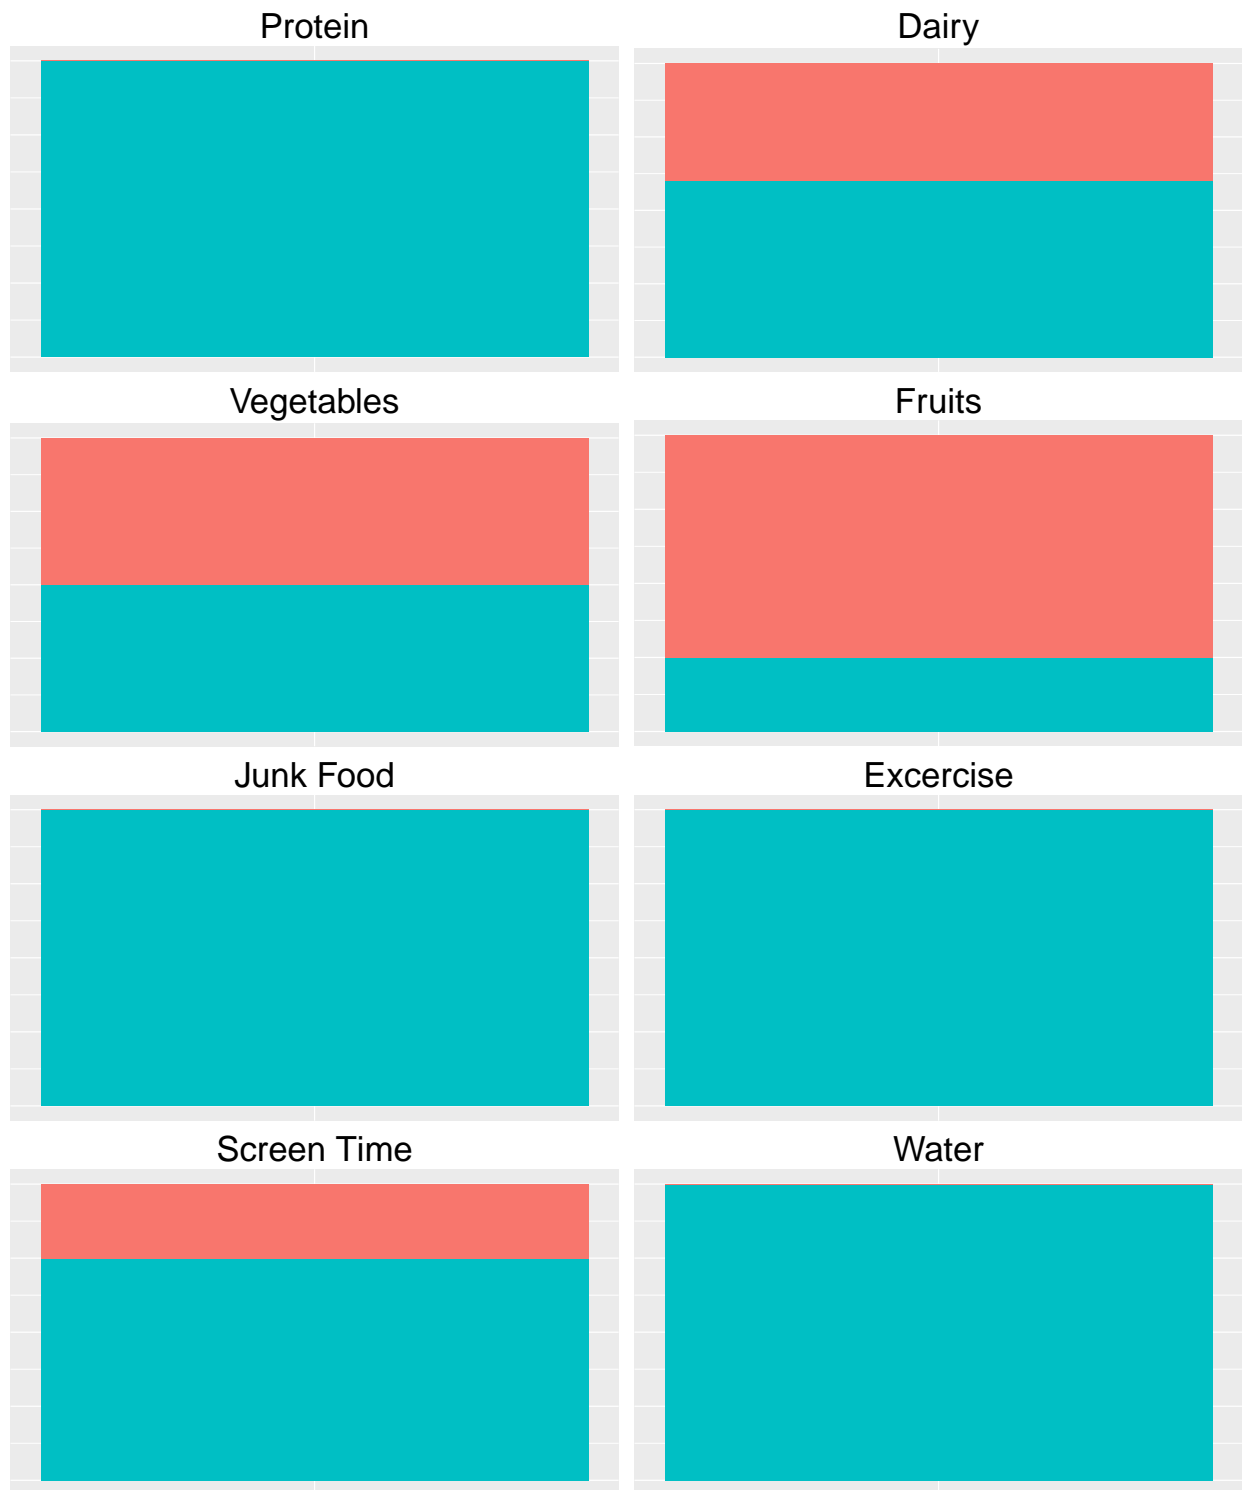 Protein
Dairy
Vegetables
Fruits
Junk Food
Excercise
Screen Time
Water